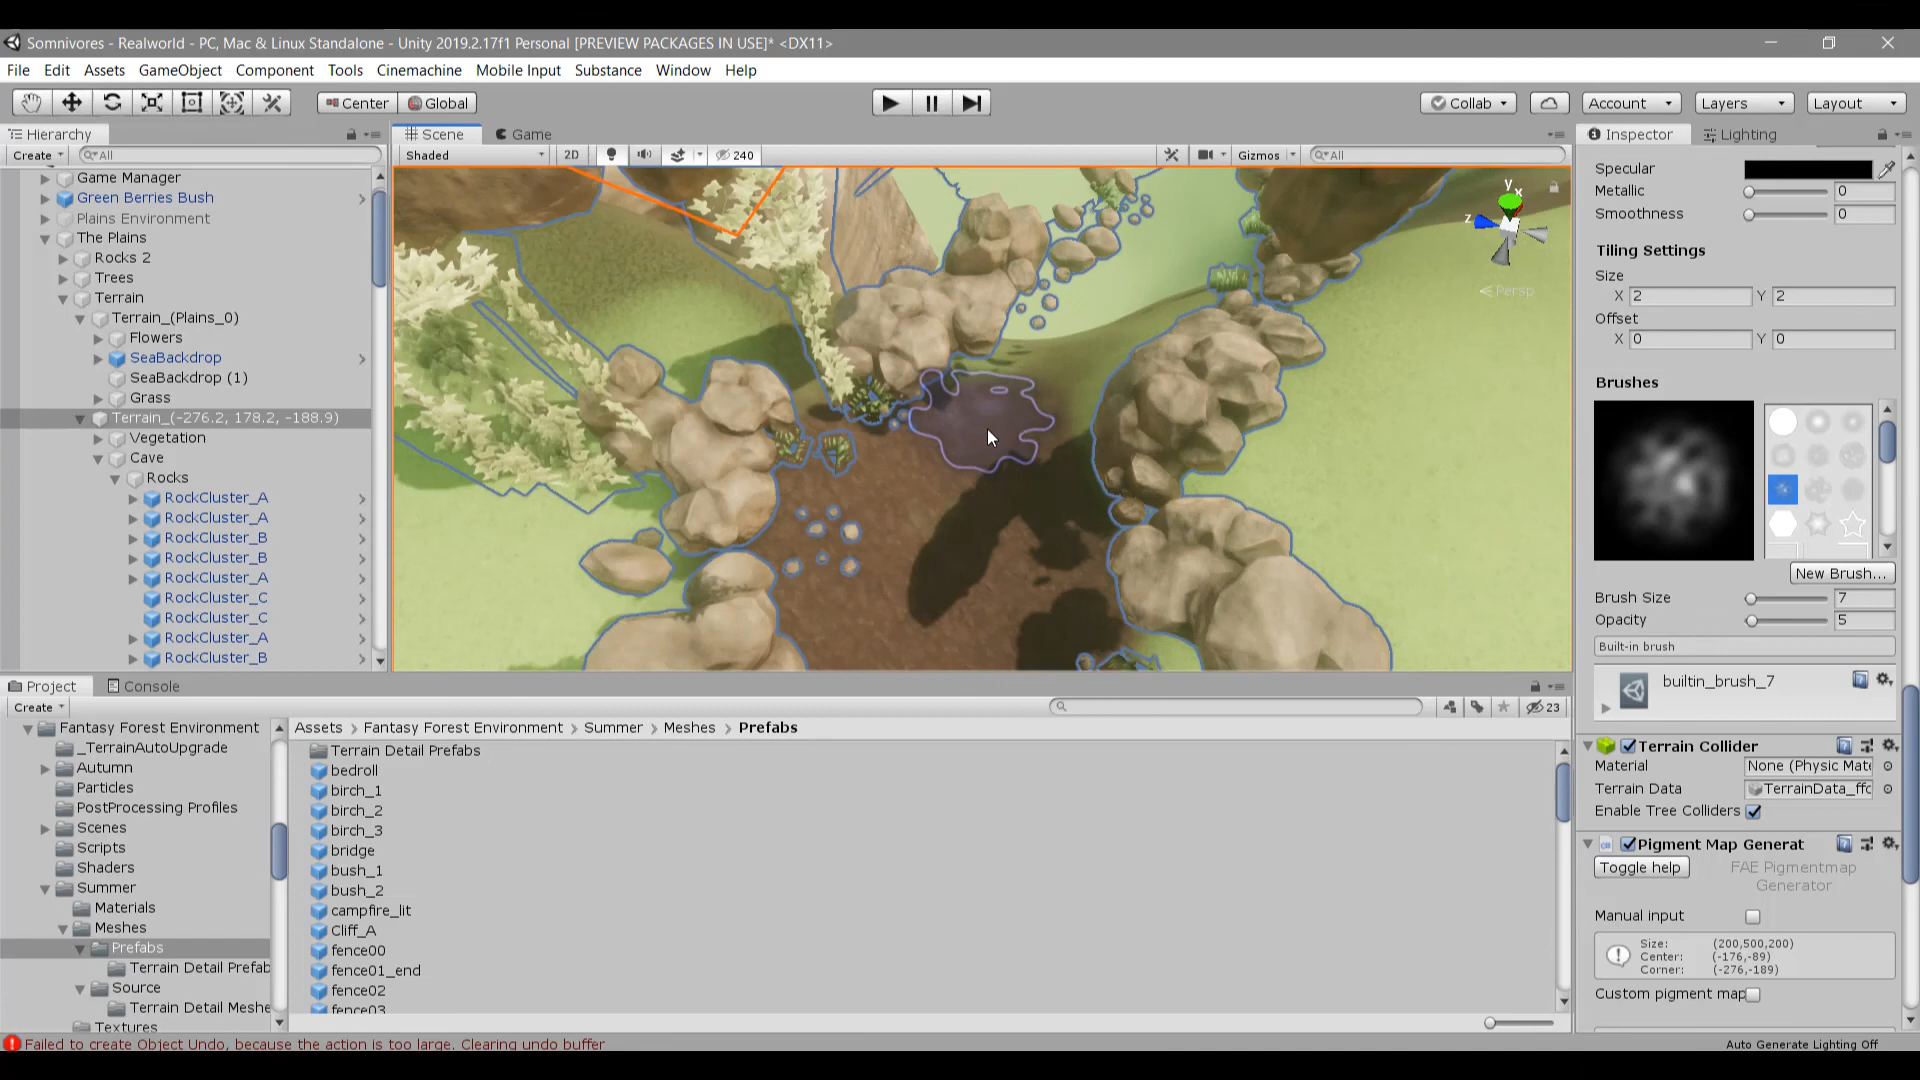 Somnivores - Realworld - PC, Mac & Linux Standalone - Unity 2019.2.17f1 Personal [PREVIEW PACKAGES IN USE]* <DX11>
File Edit Assets GameObject Component Tools Cinemachine Mobile Input Substance Window Help
Center Global Collab Account Layers Layout
Hierarchy
Create All
Game Manager
Green Berries Bush
Plains Environment
The Plains
Rocks 2
Trees
Terrain
Terrain_(Plains_0)
Flowers
SeaBackdrop
SeaBackdrop (1)
Grass
Terrain_(-276.2, 178.2, -188.9)
Vegetation
Cave
Rocks
RockCluster_A
RockCluster_A
RockCluster_B
RockCluster_B
RockCluster_A
RockCluster_C
RockCluster_C
RockCluster_A
RockCluster_B
Scene Game
Shaded 2D 240 Gizmos All
y
x
z
Persp
Inspector Lighting
Specular
Metallic 0
Smoothness 0
Tiling Settings
Size
X 2 Y 2
Offset
X 0 Y 0
Brushes
New Brush...
Brush Size 7
Opacity 5
Built-in brush
builtin_brush_7
Terrain Collider
Material None (Physic Mate
Terrain Data TerrainData_ffc
Enable Tree Colliders
Pigment Map Generat
Toggle help FAE Pigmentmap
Generator
Manual input
Size: (200,500,200)
Center: (-176,-89)
Corner: (-276,-189)
Custom pigment map
Project Console
Create 23
Fantasy Forest Environment
_TerrainAutoUpgrade
Autumn
Particles
PostProcessing Profiles
Scenes
Scripts
Shaders
Summer
Materials
Meshes
Prefabs
Terrain Detail Prefab
Source
Terrain Detail Meshe
Textures
Assets > Fantasy Forest Environment > Summer > Meshes > Prefabs
Terrain Detail Prefabs
bedroll
birch_1
birch_2
birch_3
bridge
bush_1
bush_2
campfire_lit
Cliff_A
fence00
fence01_end
fence02
fence03
Failed to create Object Undo, because the action is too large. Clearing undo buffer
Auto Generate Lighting Off